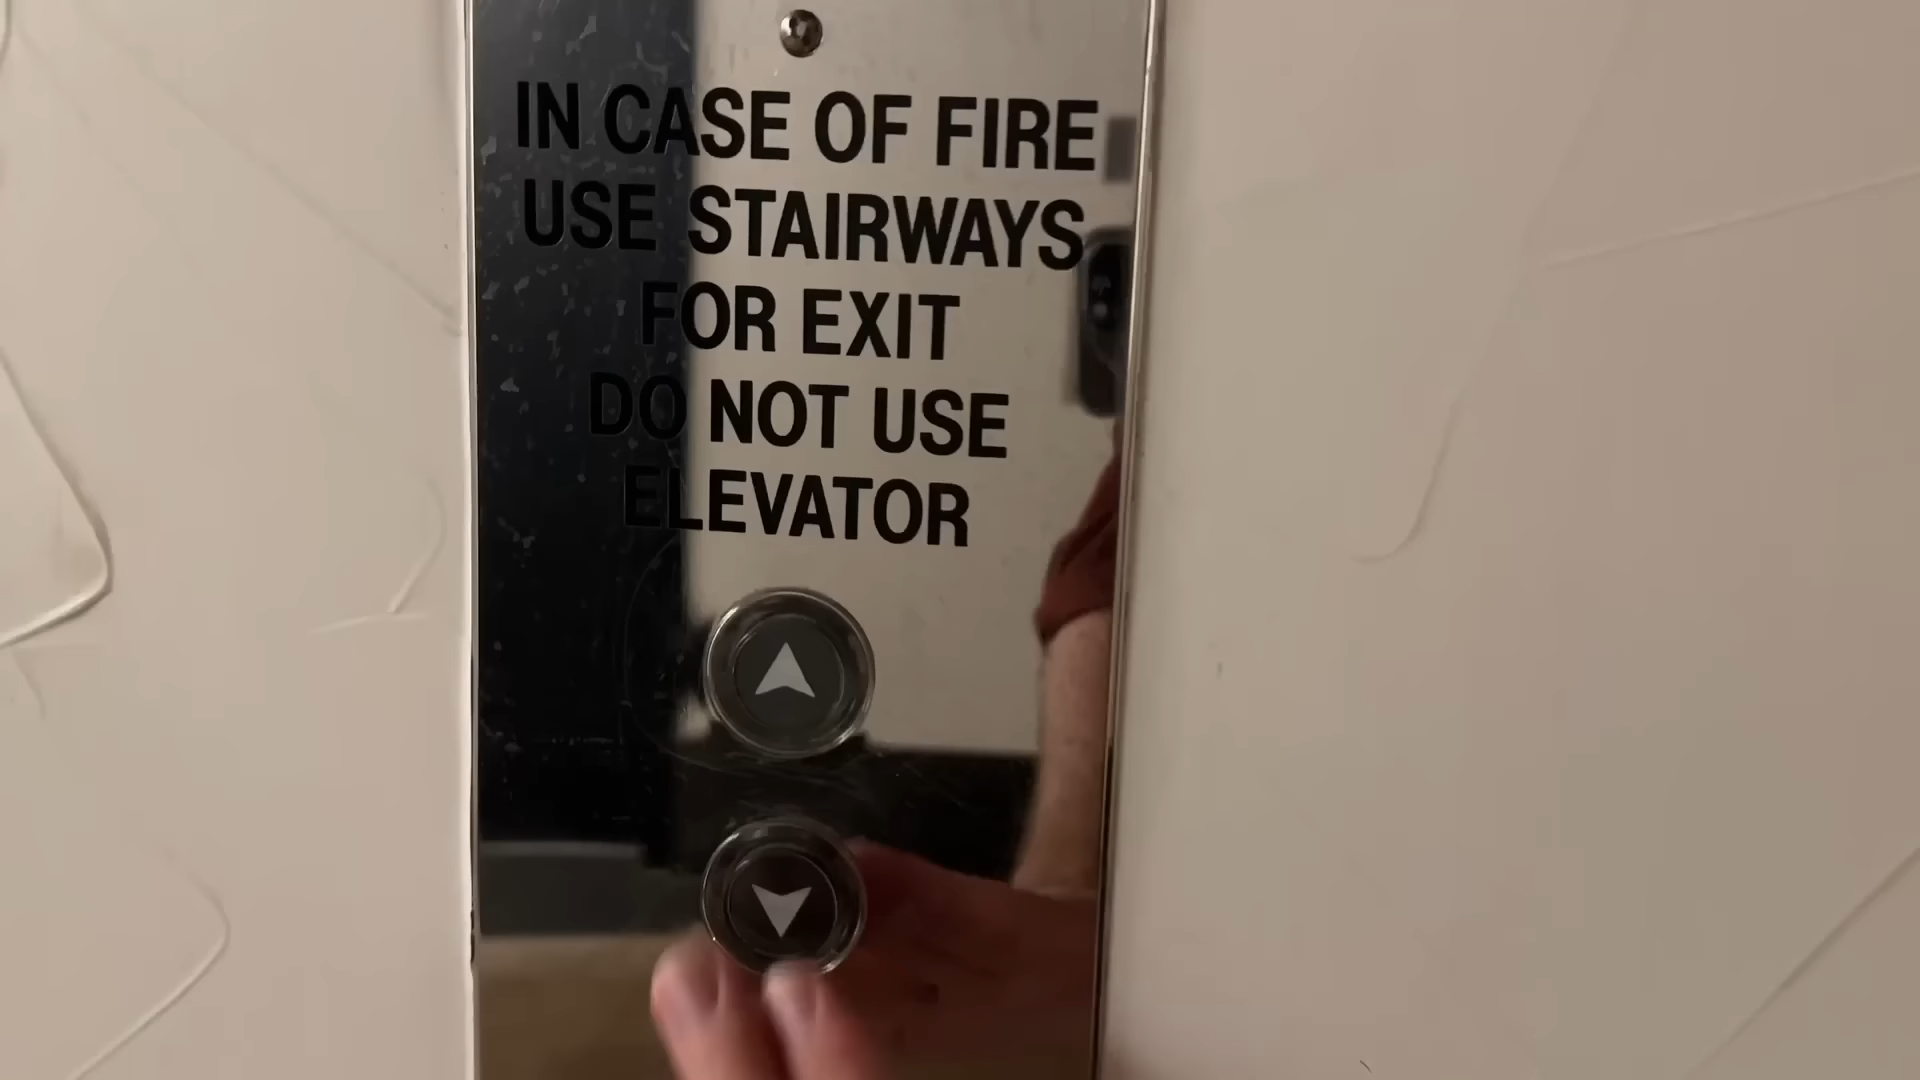 IN CASE OF FIRE
USE STAIRWAYS
FOR EXIT
DO NOT USE
ELEVATOR